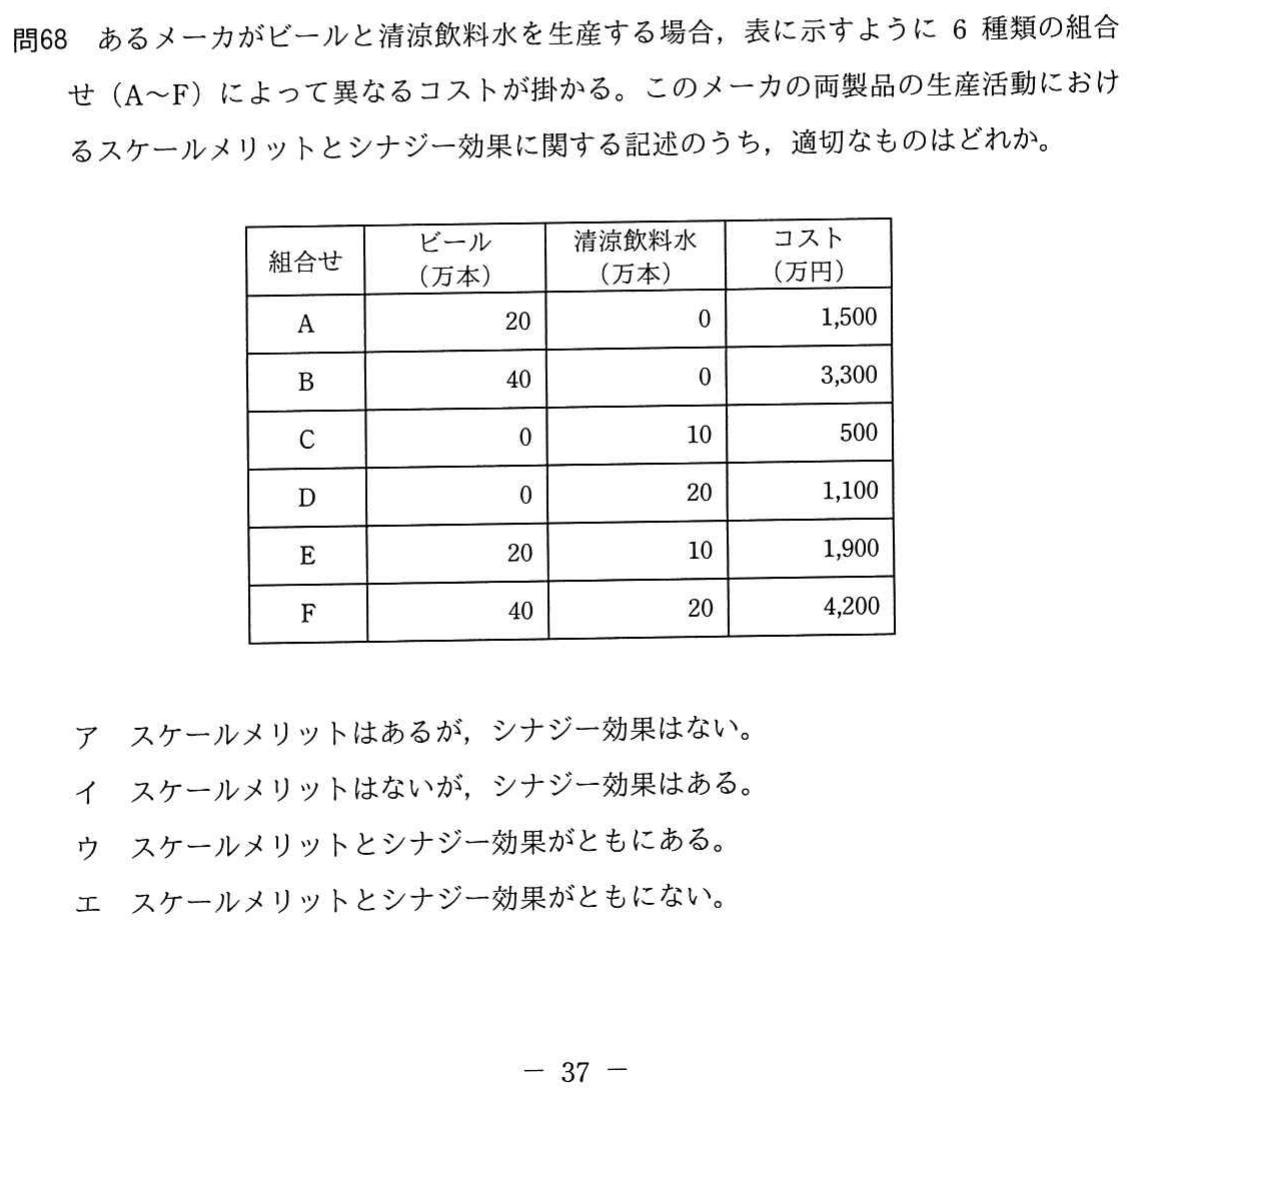 問68 あるメーカがビールと清涼飲料水を生産する場合，表に示すように 6 種類の組合
せ（A～F）によって異なるコストが掛かる。このメーカの両製品の生産活動におけ
るスケールメリットとシナジー効果に関する記述のうち，適切なものはどれか。
組合せ ビール（万本） 清涼飲料水（万本） コスト（万円）
A 20 0 1,500
B 40 0 3,300
C 0 10 500
D 0 20 1,100
E 20 10 1,900
F 40 20 4,200
ア スケールメリットはあるが，シナジー効果はない。
イ スケールメリットはないが，シナジー効果はある。
ウ スケールメリットとシナジー効果がともにある。
エ スケールメリットとシナジー効果がともにない。
－ 37 －